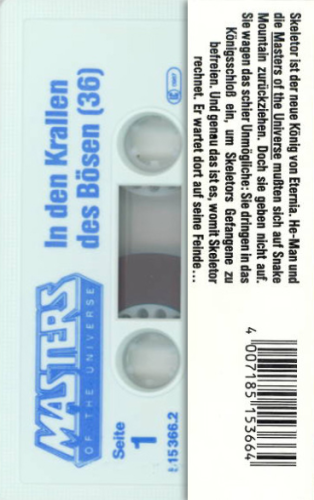 In den Krallen
des Bösen (36)
MASTERS
OF THE UNIVERSE
Seite
1
115366.2
Skeletor ist der neue König von Eternia. He-Man und
die Masters of the Universe mußten sich auf Snake
Mountain zurückziehen. Doch sie geben nicht auf.
Sie wagen das schier Unmögliche: Sie dringen in das
Königsschloß ein, um Skeletors Gefangene zu
befreien. Und genau das ist es, womit Skeletor
rechnet. Er wartet dort auf seine Feinde...
4 007185 153664